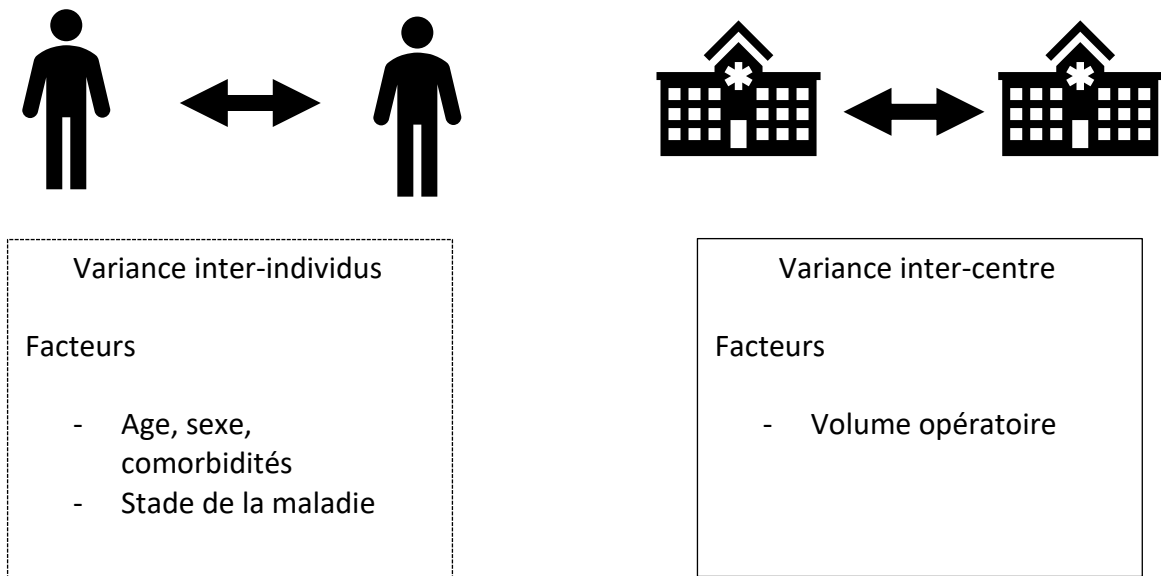 Variance inter-individus
Facteurs
- Age, sexe,
comorbidités
- Stade de la maladie
Variance inter-centre
Facteurs
- Volume opératoire